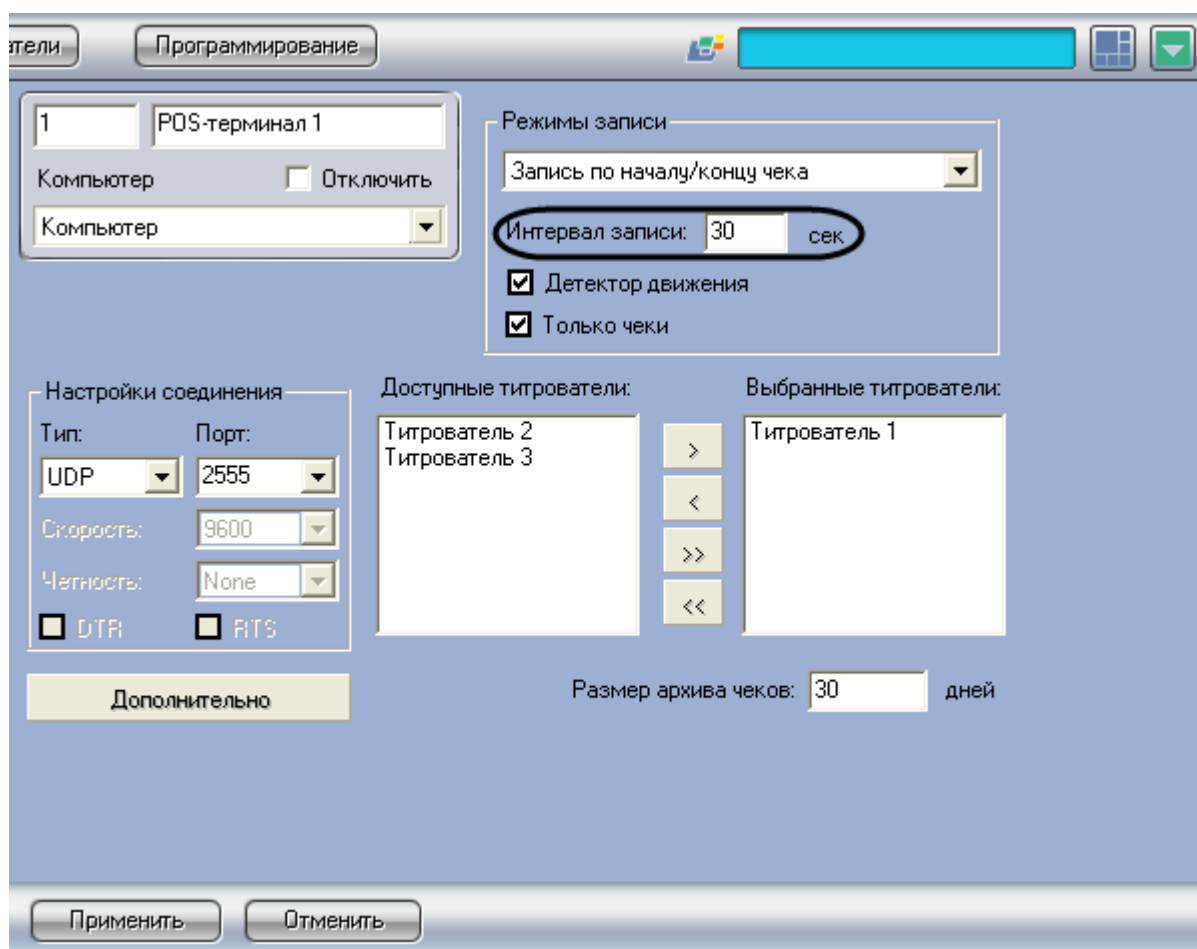 атели Программирование
1 POS-терминал 1
Компьютер Отключить
Компьютер
Режимы записи
Запись по началу/концу чека
Интервал записи: 30 сек
Детектор движения
Только чеки
Настройки соединения
Тип: Порт:
UDP 2555
Скорость: 9600
Четность: None
DTR RTS
Дополнительно
Доступные титрователи:
Титрователь 2
Титрователь 3
>
<
>>
<<
Выбранные титрователи:
Титрователь 1
Размер архива чеков: 30 дней
Применить Отменить